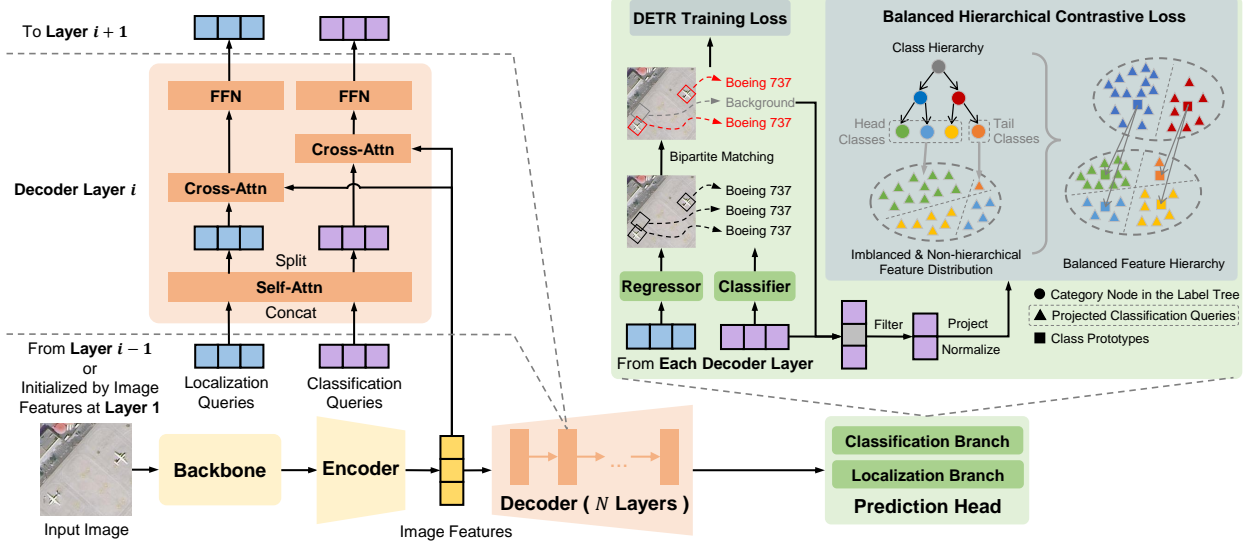 To Layer i + 1
FFN
FFN
Cross-Attn
Cross-Attn
Decoder Layer i
Split
Self-Attn
Concat
From Layer i − 1
or
Initialized by Image
Features at Layer 1
Localization
Queries
Classification
Queries
Input Image
Backbone
Encoder
Image Features
...
Decoder ( N Layers )
DETR Training Loss
Boeing 737
Background
Boeing 737
Bipartite Matching
Boeing 737
Boeing 737
Boeing 737
Regressor
Classifier
From Each Decoder Layer
Filter
Project
Normalize
Balanced Hierarchical Contrastive Loss
Class Hierarchy
Head
Classes
Tail
Classes
Imblanced & Non-hierarchical
Feature Distribution
Balanced Feature Hierarchy
Category Node in the Label Tree
Projected Classification Queries
Class Prototypes
Classification Branch
Localization Branch
Prediction Head